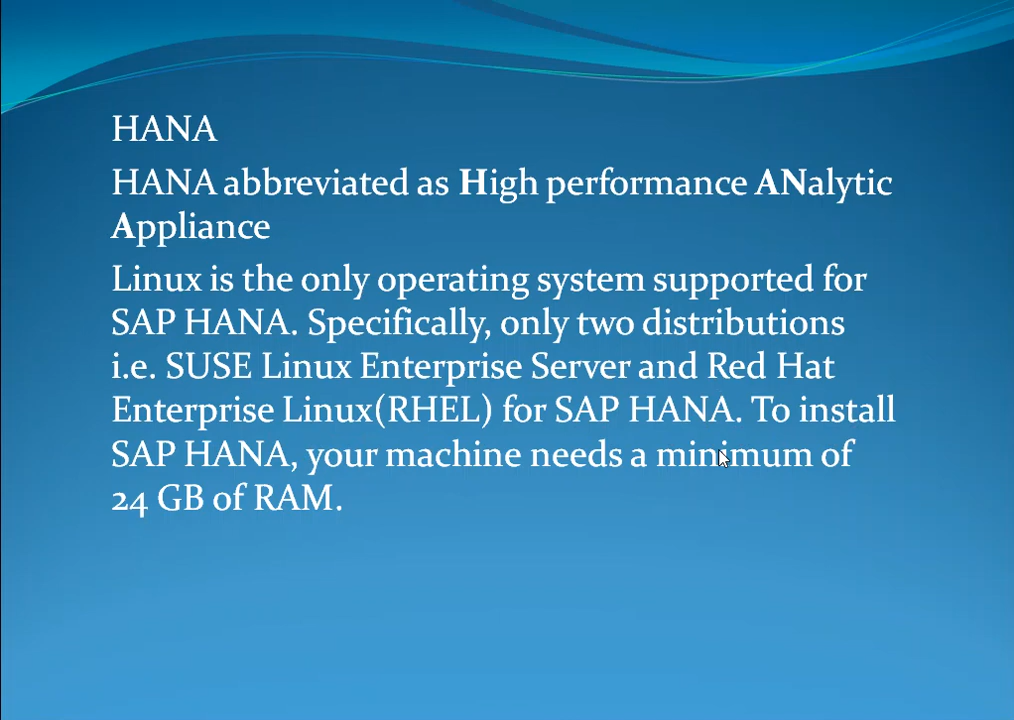 HANA
HANA abbreviated as High performance ANalytic
Appliance
Linux is the only operating system supported for
SAP HANA. Specifically, only two distributions
i.e. SUSE Linux Enterprise Server and Red Hat
Enterprise Linux(RHEL) for SAP HANA. To install
SAP HANA, your machine needs a minimum of
24 GB of RAM.